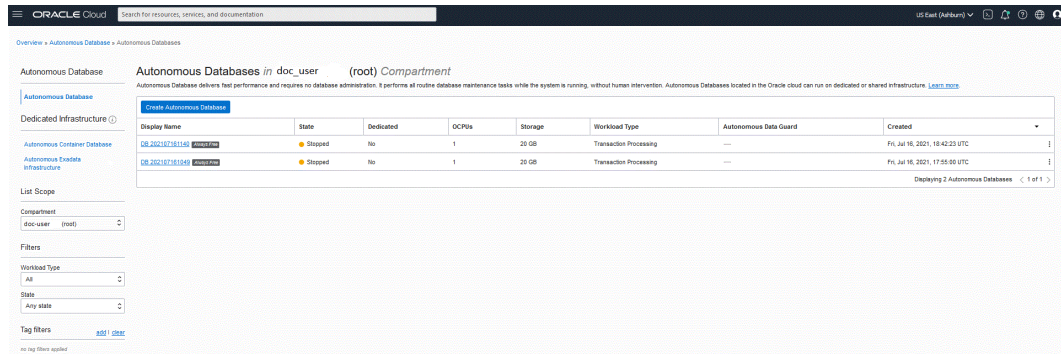 ORACLE Cloud
Search for resources, services, and documentation
US East (Ashburn)
Overview » Autonomous Database » Autonomous Databases
Autonomous Database
Autonomous Database
Dedicated Infrastructure
Autonomous Container Database
Autonomous Exadata
Infrastructure
List Scope
Compartment
doc-user (root)
Filters
Workload Type
All
State
Any state
Tag filters add | clear
no tag filters applied
Autonomous Databases in doc_user (root) Compartment
Autonomous Database delivers fast performance and requires no database administration. It performs all routine database maintenance tasks while the system is running, without human intervention. Autonomous Databases located in the Oracle cloud can run on dedicated or shared infrastructure. Learn more.
Create Autonomous Database
Display Name State Dedicated OCPUs Storage Workload Type Autonomous Data Guard Created
DB 202107161140 Always Free Stopped No 1 20 GB Transaction Processing — Fri, Jul 16, 2021, 18:42:23 UTC
DB 202107161049 Always Free Stopped No 1 20 GB Transaction Processing — Fri, Jul 16, 2021, 17:55:00 UTC
Displaying 2 Autonomous Databases < 1 of 1 >